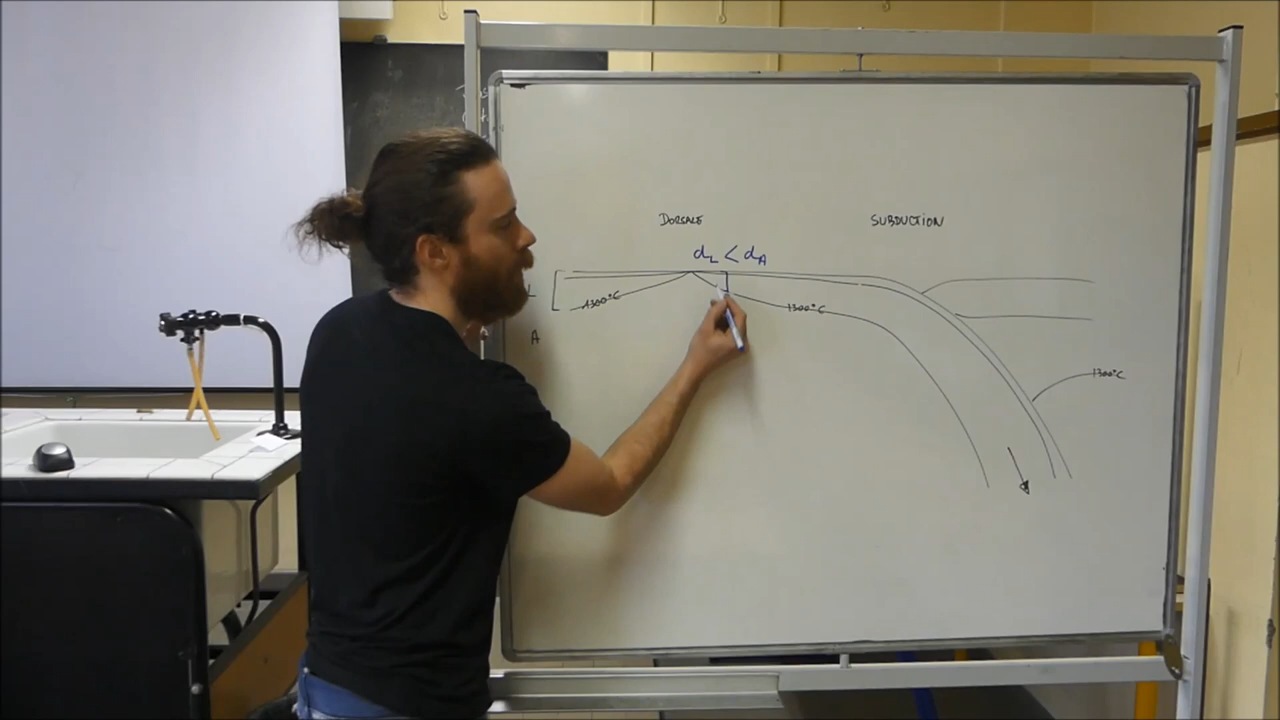 DORSALE
SUBDUCTION
dL < dA
L
1300°C
1300°C
A
1300°C